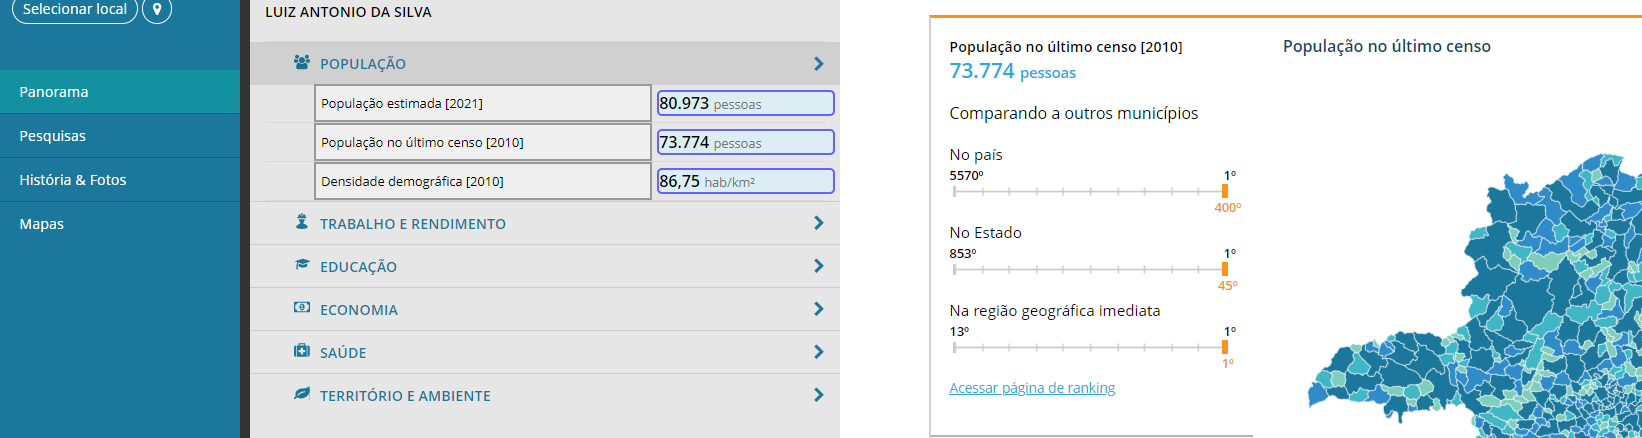 Selecionar local
Panorama
Pesquisas
História & Fotos
Mapas
LUIZ ANTONIO DA SILVA
POPULAÇÃO
População estimada [2021] 80.973 pessoas
População no último censo [2010] 73.774 pessoas
Densidade demográfica [2010] 86,75 hab/km²
TRABALHO E RENDIMENTO
EDUCAÇÃO
ECONOMIA
SAÚDE
TERRITÓRIO E AMBIENTE
População no último censo [2010]
73.774 pessoas
Comparando a outros municípios
No país
5570º 1º
400º
No Estado
853º 1º
45º
Na região geográfica imediata
13º 1º
1º
Acessar página de ranking
População no último censo